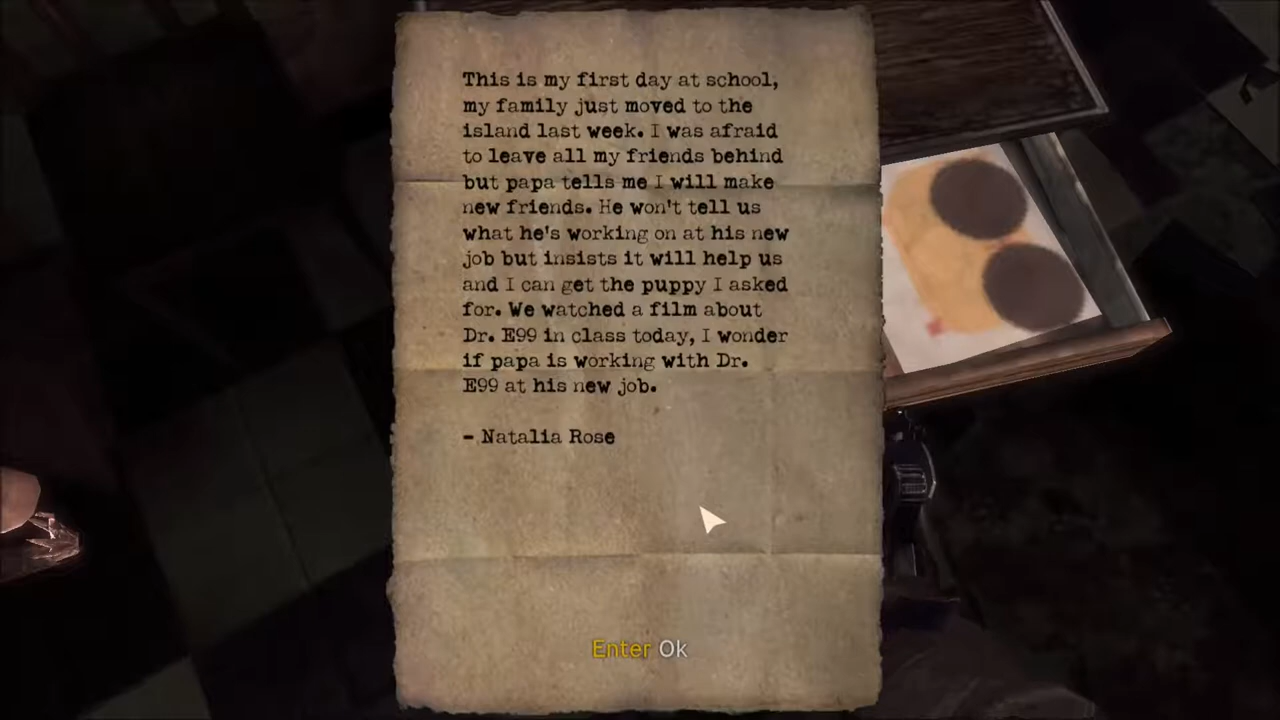 This is my first day at school,
my family just moved to the
island last week. I was afraid
to leave all my friends behind
but papa tells me I will make
new friends. He won't tell us
what he's working on at his new
job but insists it will help us
and I can get the puppy I asked
for. We watched a film about
Dr. E99 in class today, I wonder
if papa is working with Dr.
E99 at his new job.
- Natalia Rose
Enter Ok